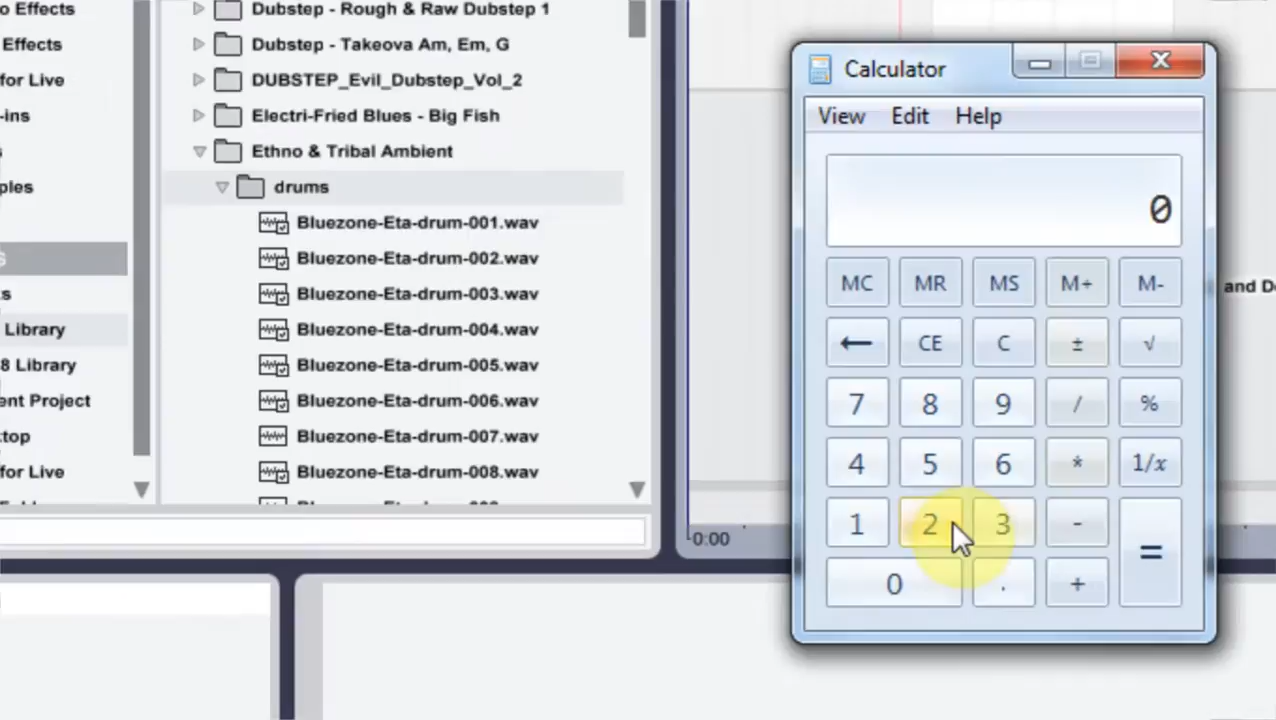 o Effects
Effects
for Live
-ins
ples
Library
8 Library
ent Project
top
for Live
Dubstep - Rough & Raw Dubstep 1
Dubstep - Takeova Am, Em, G
DUBSTEP_Evil_Dubstep_Vol_2
Electri-Fried Blues - Big Fish
Ethno & Tribal Ambient
drums
Bluezone-Eta-drum-001.wav
Bluezone-Eta-drum-002.wav
Bluezone-Eta-drum-003.wav
Bluezone-Eta-drum-004.wav
Bluezone-Eta-drum-005.wav
Bluezone-Eta-drum-006.wav
Bluezone-Eta-drum-007.wav
Bluezone-Eta-drum-008.wav
0:00
and D
Calculator
View Edit Help
0
MC MR MS M+ M-
← CE C ± √
7 8 9 / %
4 5 6 * 1/x
1 2 3 - =
0 . +